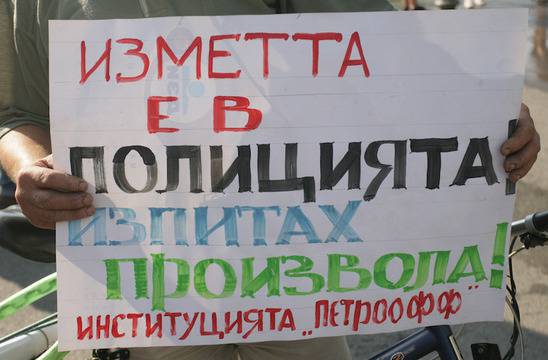 ИЗМЕТТА
Е В
ПОЛИЦИЯТА!
ИЗПИТАХ
ПРОИЗВОЛА!
ИНСТИТУЦИЯТА „ПЕТРООФФ“